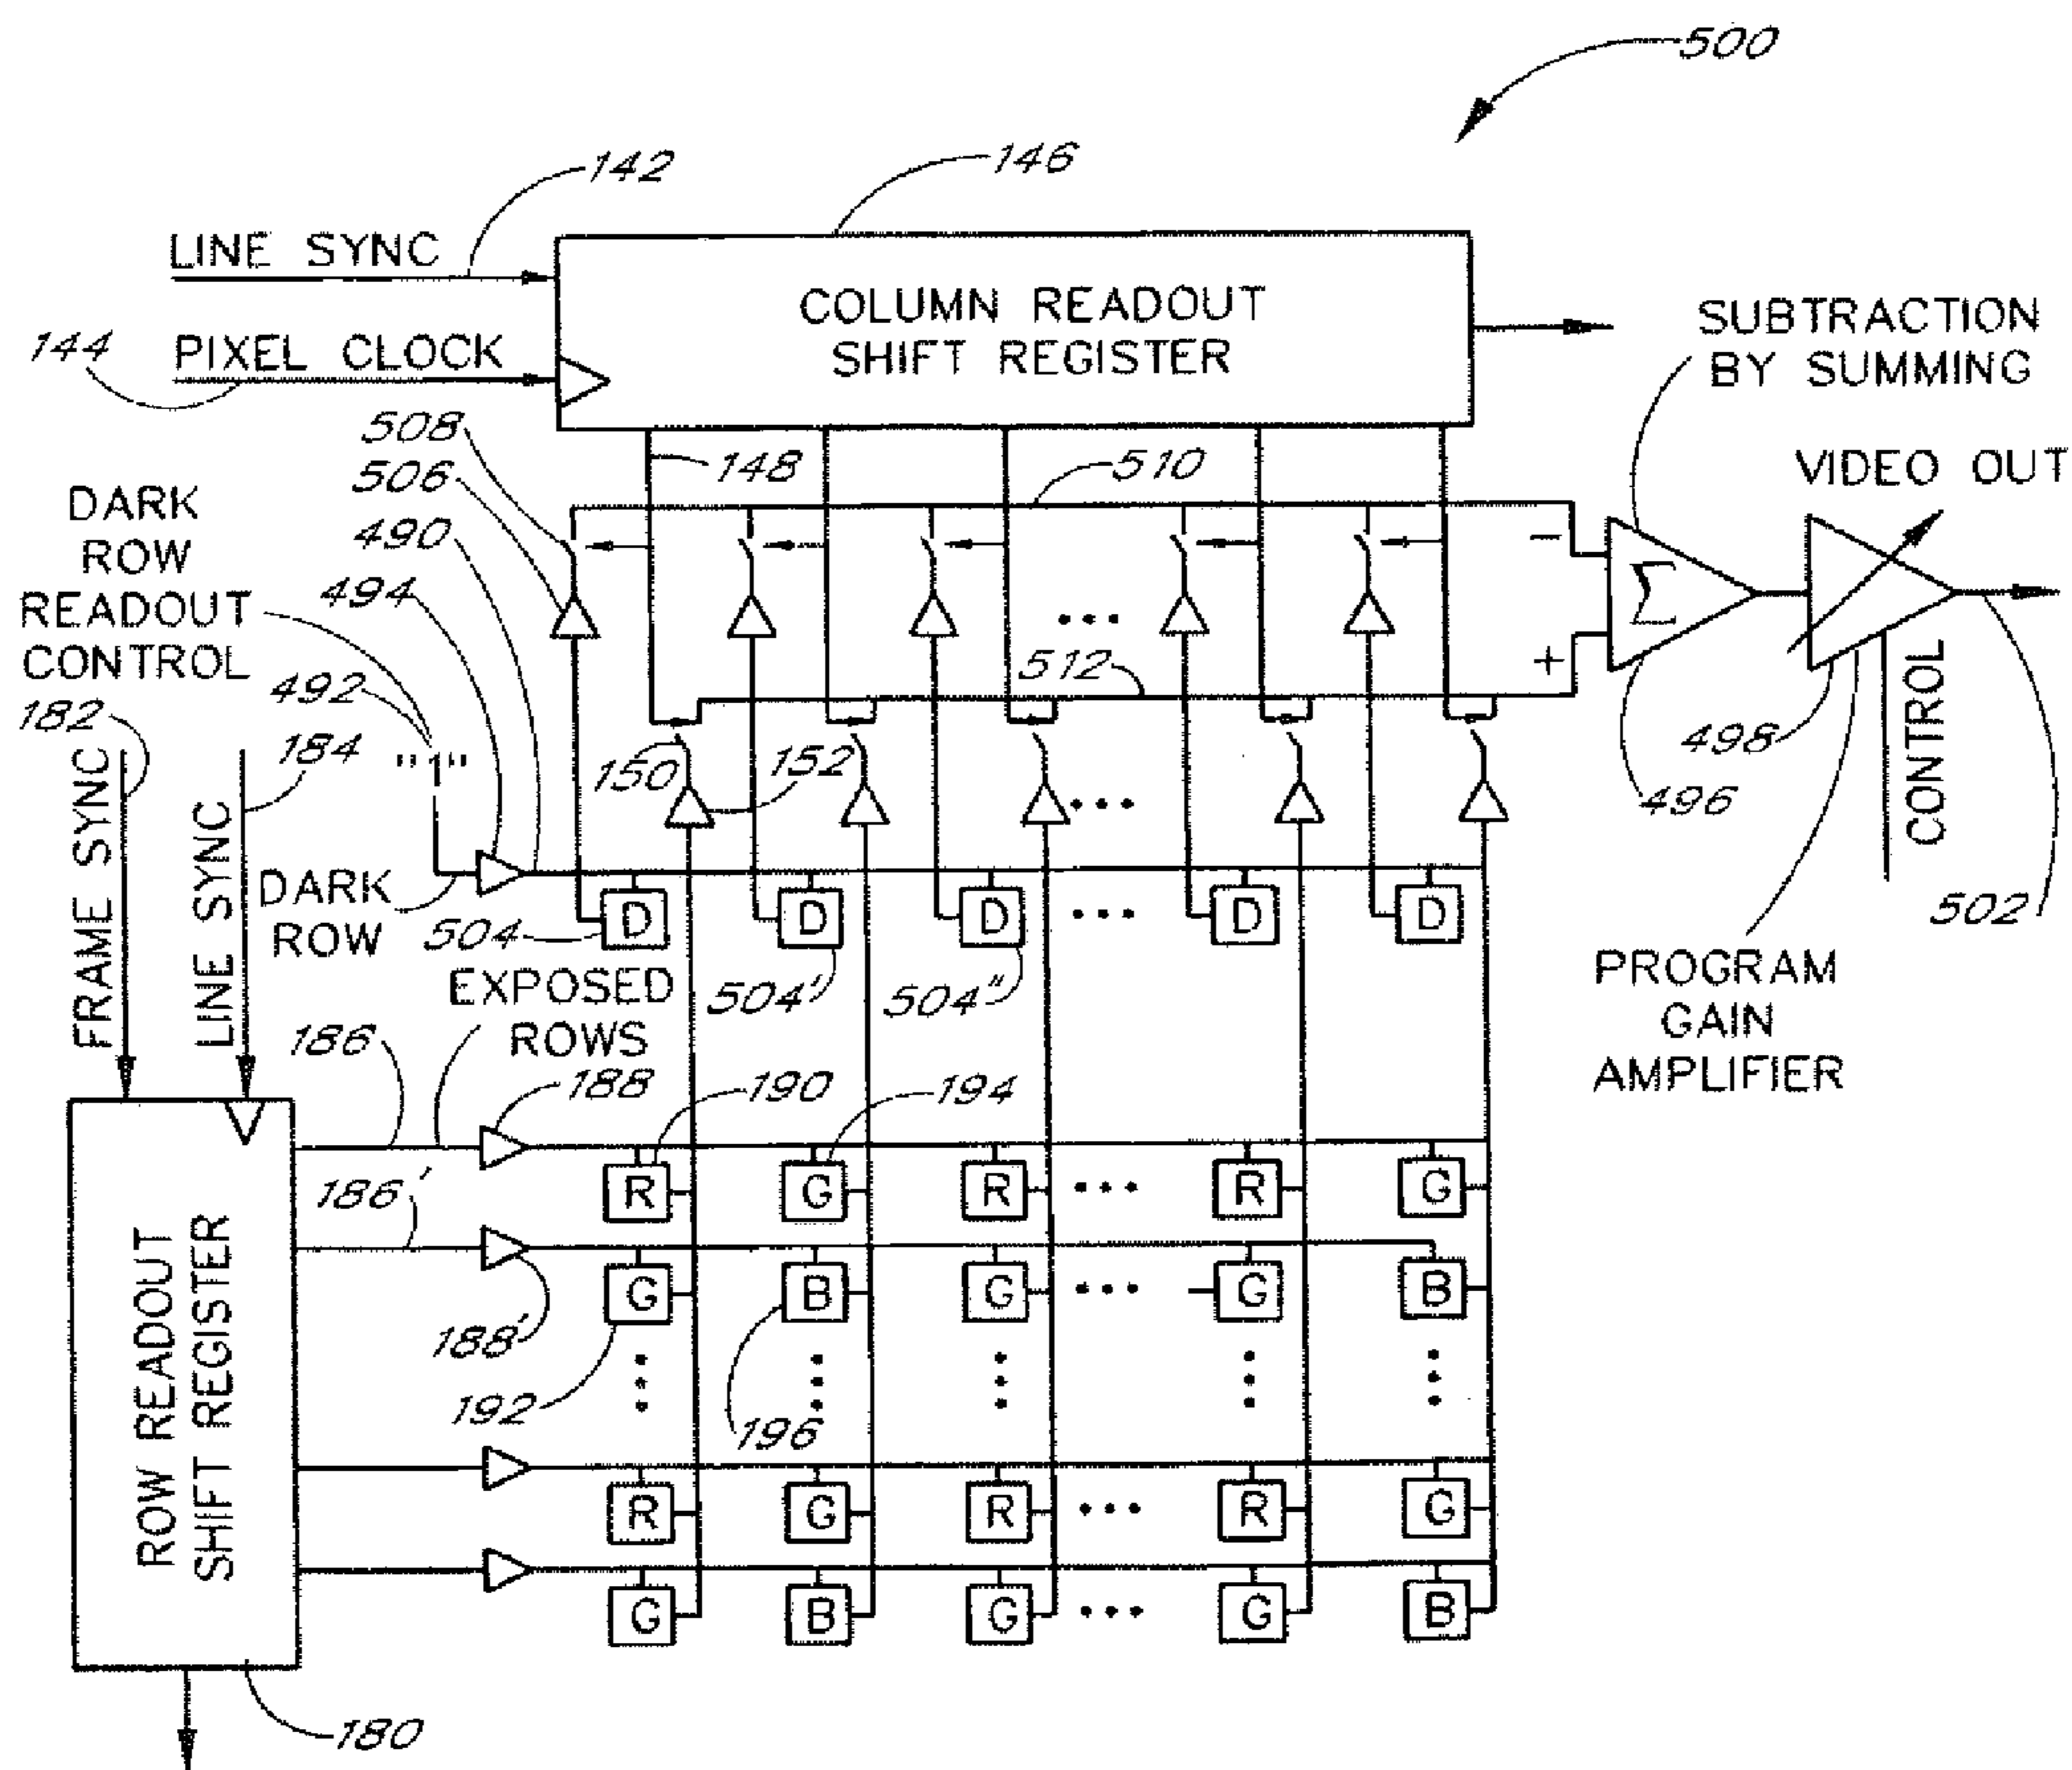 500
142
146
LINE SYNC
COLUMN READOUT
SHIFT REGISTER
SUBTRACTION
BY SUMMING
144
PIXEL CLOCK
508
148
510
VIDEO OUT
506
DARK
ROW
READOUT
CONTROL
490
494
−
Σ
+
512
492
182
184
"1"
150
152
498
496
CONTROL
FRAME SYNC
LINE SYNC
DARK
ROW
504
D D D ... D D
504'
504"
502
EXPOSED
ROWS
PROGRAM
GAIN
AMPLIFIER
186
188
190
194
R G R ... R G
186'
G B G ... G B
188'
192
196
ROW READOUT
SHIFT REGISTER
R G R ... R G
G B G ... G B
180